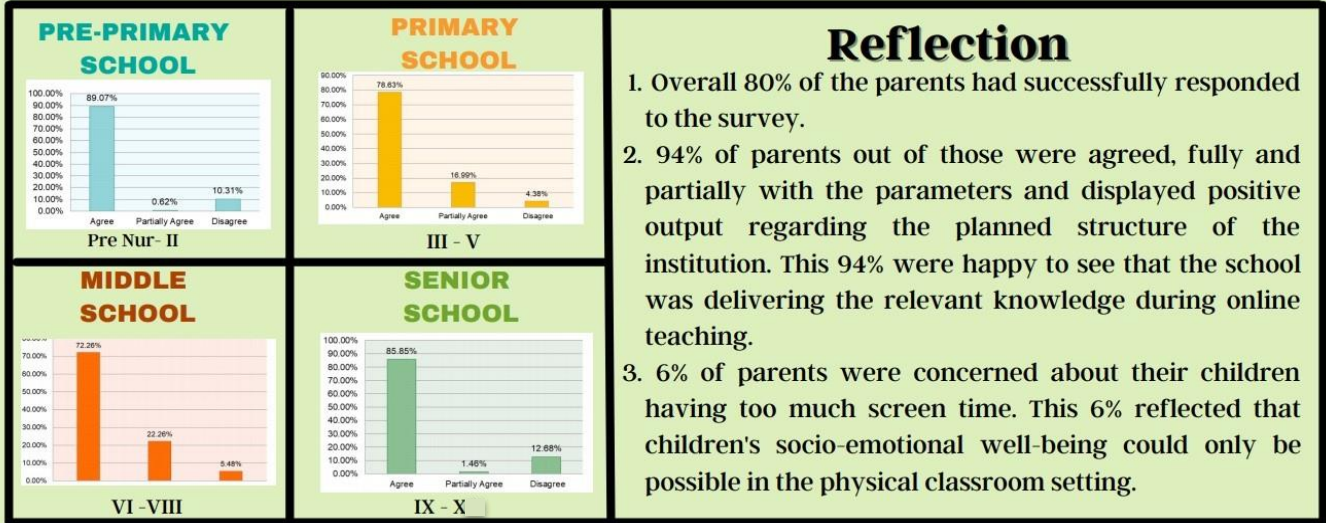 PRE-PRIMARY
SCHOOL
100.00%
90.00%
80.00%
70.00%
60.00%
50.00%
40.00%
30.00%
20.00%
10.00%
0.00%
89.07%
0.62%
10.31%
Agree Partially Agree Disagree
Pre Nur- II
PRIMARY
SCHOOL
90.00%
80.00%
70.00%
60.00%
50.00%
40.00%
30.00%
20.00%
10.00%
0.00%
78.63%
16.99%
4.38%
Agree Partially Agree Disagree
III - V
MIDDLE
SCHOOL
70.00%
60.00%
50.00%
40.00%
30.00%
20.00%
10.00%
0.00%
72.26%
22.26%
5.48%
VI -VIII
SENIOR
SCHOOL
100.00%
90.00%
80.00%
70.00%
60.00%
50.00%
40.00%
30.00%
20.00%
10.00%
0.00%
85.85%
1.46%
12.68%
Agree Partially Agree Disagree
IX - X
Reflection
1. Overall 80% of the parents had successfully responded
to the survey.
2. 94% of parents out of those were agreed, fully and
partially with the parameters and displayed positive
output regarding the planned structure of the
institution. This 94% were happy to see that the school
was delivering the relevant knowledge during online
teaching.
3. 6% of parents were concerned about their children
having too much screen time. This 6% reflected that
children's socio-emotional well-being could only be
possible in the physical classroom setting.